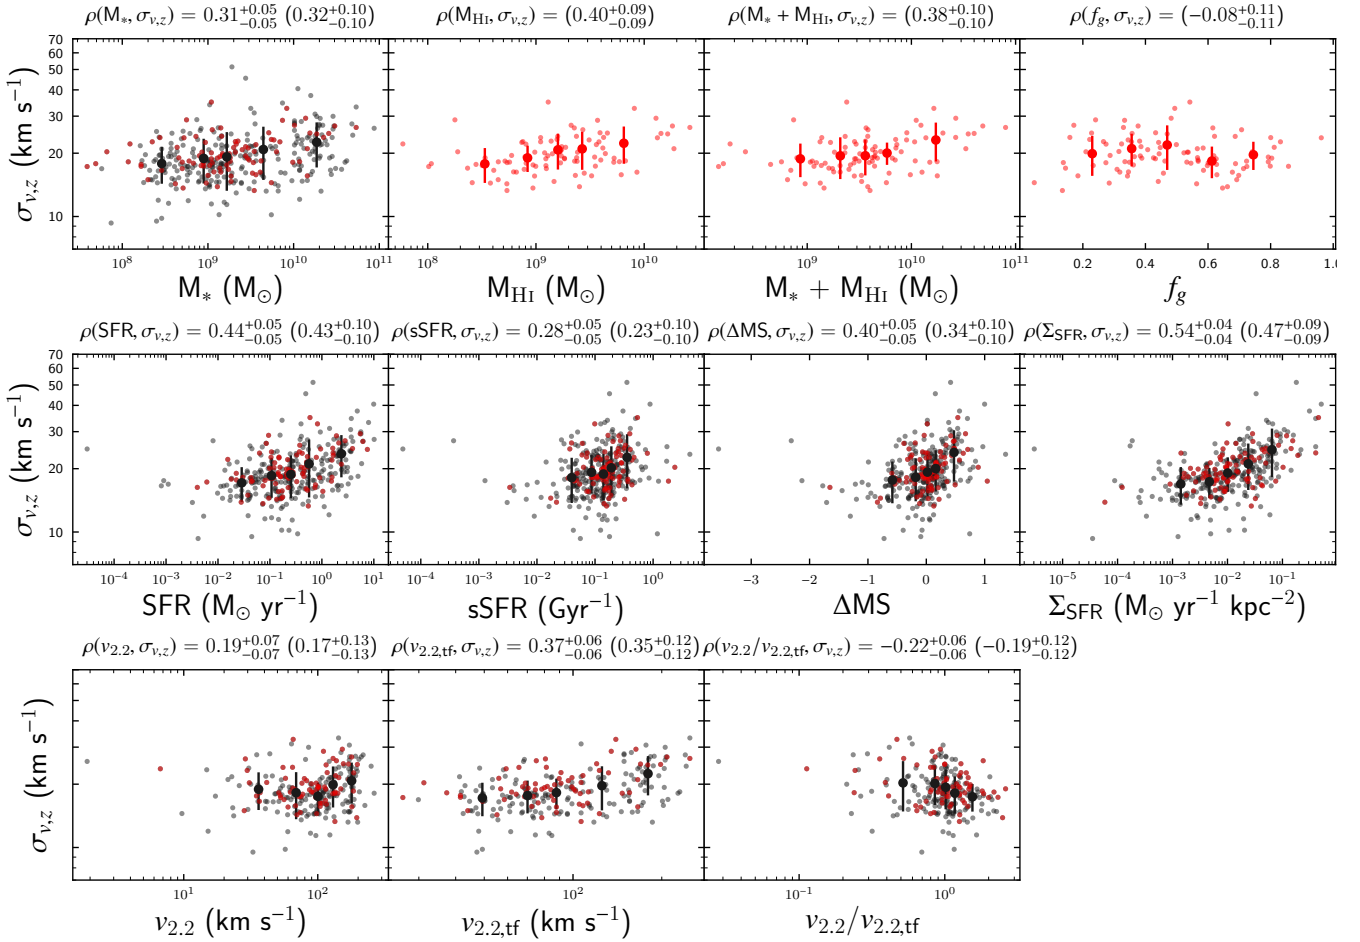 ρ(M∗, σv,z) = 0.31+0.05−0.05 (0.32+0.10−0.10)
ρ(MHI, σv,z) = (0.40+0.09−0.09)
ρ(M∗ + MHI, σv,z) = (0.38+0.10−0.10)
ρ(fg, σv,z) = (−0.08+0.11−0.11)
70
50
40
30
20
10
σv,z (km s−1)
10^8 10^9 10^10 10^11
10^8 10^9 10^10
10^9 10^10 10^11
0.2 0.4 0.6 0.8 1.0
M∗ (M⊙)
MHI (M⊙)
M∗ + MHI (M⊙)
fg
ρ(SFR, σv,z) = 0.44+0.05−0.05 (0.43+0.10−0.10)
ρ(sSFR, σv,z) = 0.28+0.05−0.05 (0.23+0.10−0.10)
ρ(ΔMS, σv,z) = 0.40+0.05−0.05 (0.34+0.10−0.10)
ρ(ΣSFR, σv,z) = 0.54+0.04−0.04 (0.47+0.09−0.09)
70
50
40
30
20
10
σv,z (km s−1)
10^−4 10^−3 10^−2 10^−1 10^0 10^1
10^−4 10^−3 10^−2 10^−1 10^0
−3 −2 −1 0 1
10^−5 10^−4 10^−3 10^−2 10^−1
SFR (M⊙ yr−1)
sSFR (Gyr−1)
ΔMS
ΣSFR (M⊙ yr−1 kpc−2)
ρ(v2.2, σv,z) = 0.19+0.07−0.07 (0.17+0.13−0.13)
ρ(v2.2,tf, σv,z) = 0.37+0.06−0.06 (0.35+0.12−0.12)
ρ(v2.2/v2.2,tf, σv,z) = −0.22+0.06−0.06 (−0.19+0.12−0.12)
σv,z (km s−1)
10^1 10^2
10^2
10^−1 10^0
v2.2 (km s−1)
v2.2,tf (km s−1)
v2.2/v2.2,tf